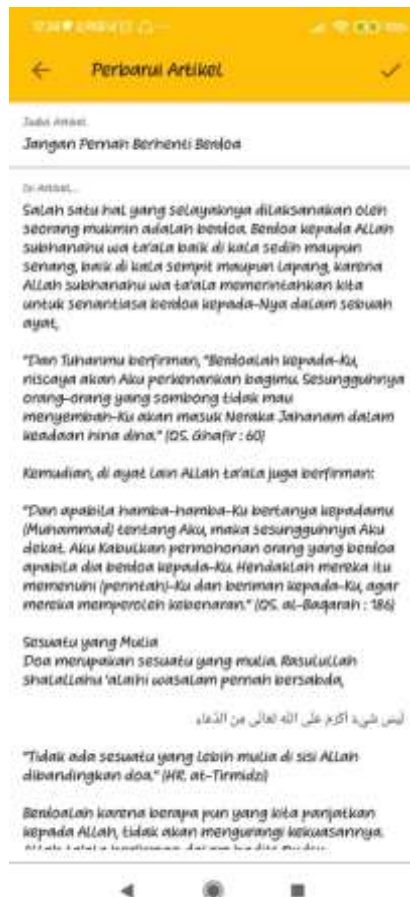 Perbarui Artikel
Judul Artikel
Jangan Pernah Berhenti Berdoa
Isi Artikel...
Salah satu hal yang selayaknya dilaksanakan oleh
seorang mukmin adalah berdoa. Berdoa kepada Allah
subhanahu wa ta'ala baik di kala sedih maupun
senang, baik di kala sempit maupun lapang, karena
Allah subhanahu wa ta'ala memerintahkan kita
untuk senantiasa berdoa kepada-Nya dalam sebuah
ayat,
"Dan Tuhanmu berfirman, "Berdoalah kepada-Ku,
niscaya akan Aku perkenankan bagimu. Sesungguhnya
orang-orang yang sombong tidak mau
menyembah-Ku akan masuk Neraka Jahanam dalam
keadaan hina dina." (QS. Ghafir : 60)
Kemudian, di ayat lain Allah ta'ala juga berfirman:
"Dan apabila hamba-hamba-Ku bertanya kepadamu
(Muhammad) tentang Aku, maka sesungguhnya Aku
dekat. Aku Kabulkan permohonan orang yang berdoa
apabila dia berdoa kepada-Ku. Hendaklah mereka itu
memenuhi (perintah)-Ku dan beriman kepada-Ku, agar
mereka memperoleh kebenaran." (QS. al-Baqarah : 186)
Sesuatu yang Mulia
Doa merupakan sesuatu yang mulia. Rasulullah
shalallahu 'alaihi wasalam pernah bersabda,
ليس شيء أكرم على الله تعالى من الدعاء
"Tidak ada sesuatu yang lebih mulia di sisi Allah
dibandingkan doa." (HR. at-Tirmidzi)
Berdoalah karena berapa pun yang kita panjatkan
kepada Allah, tidak akan mengurangi kekuasannya.